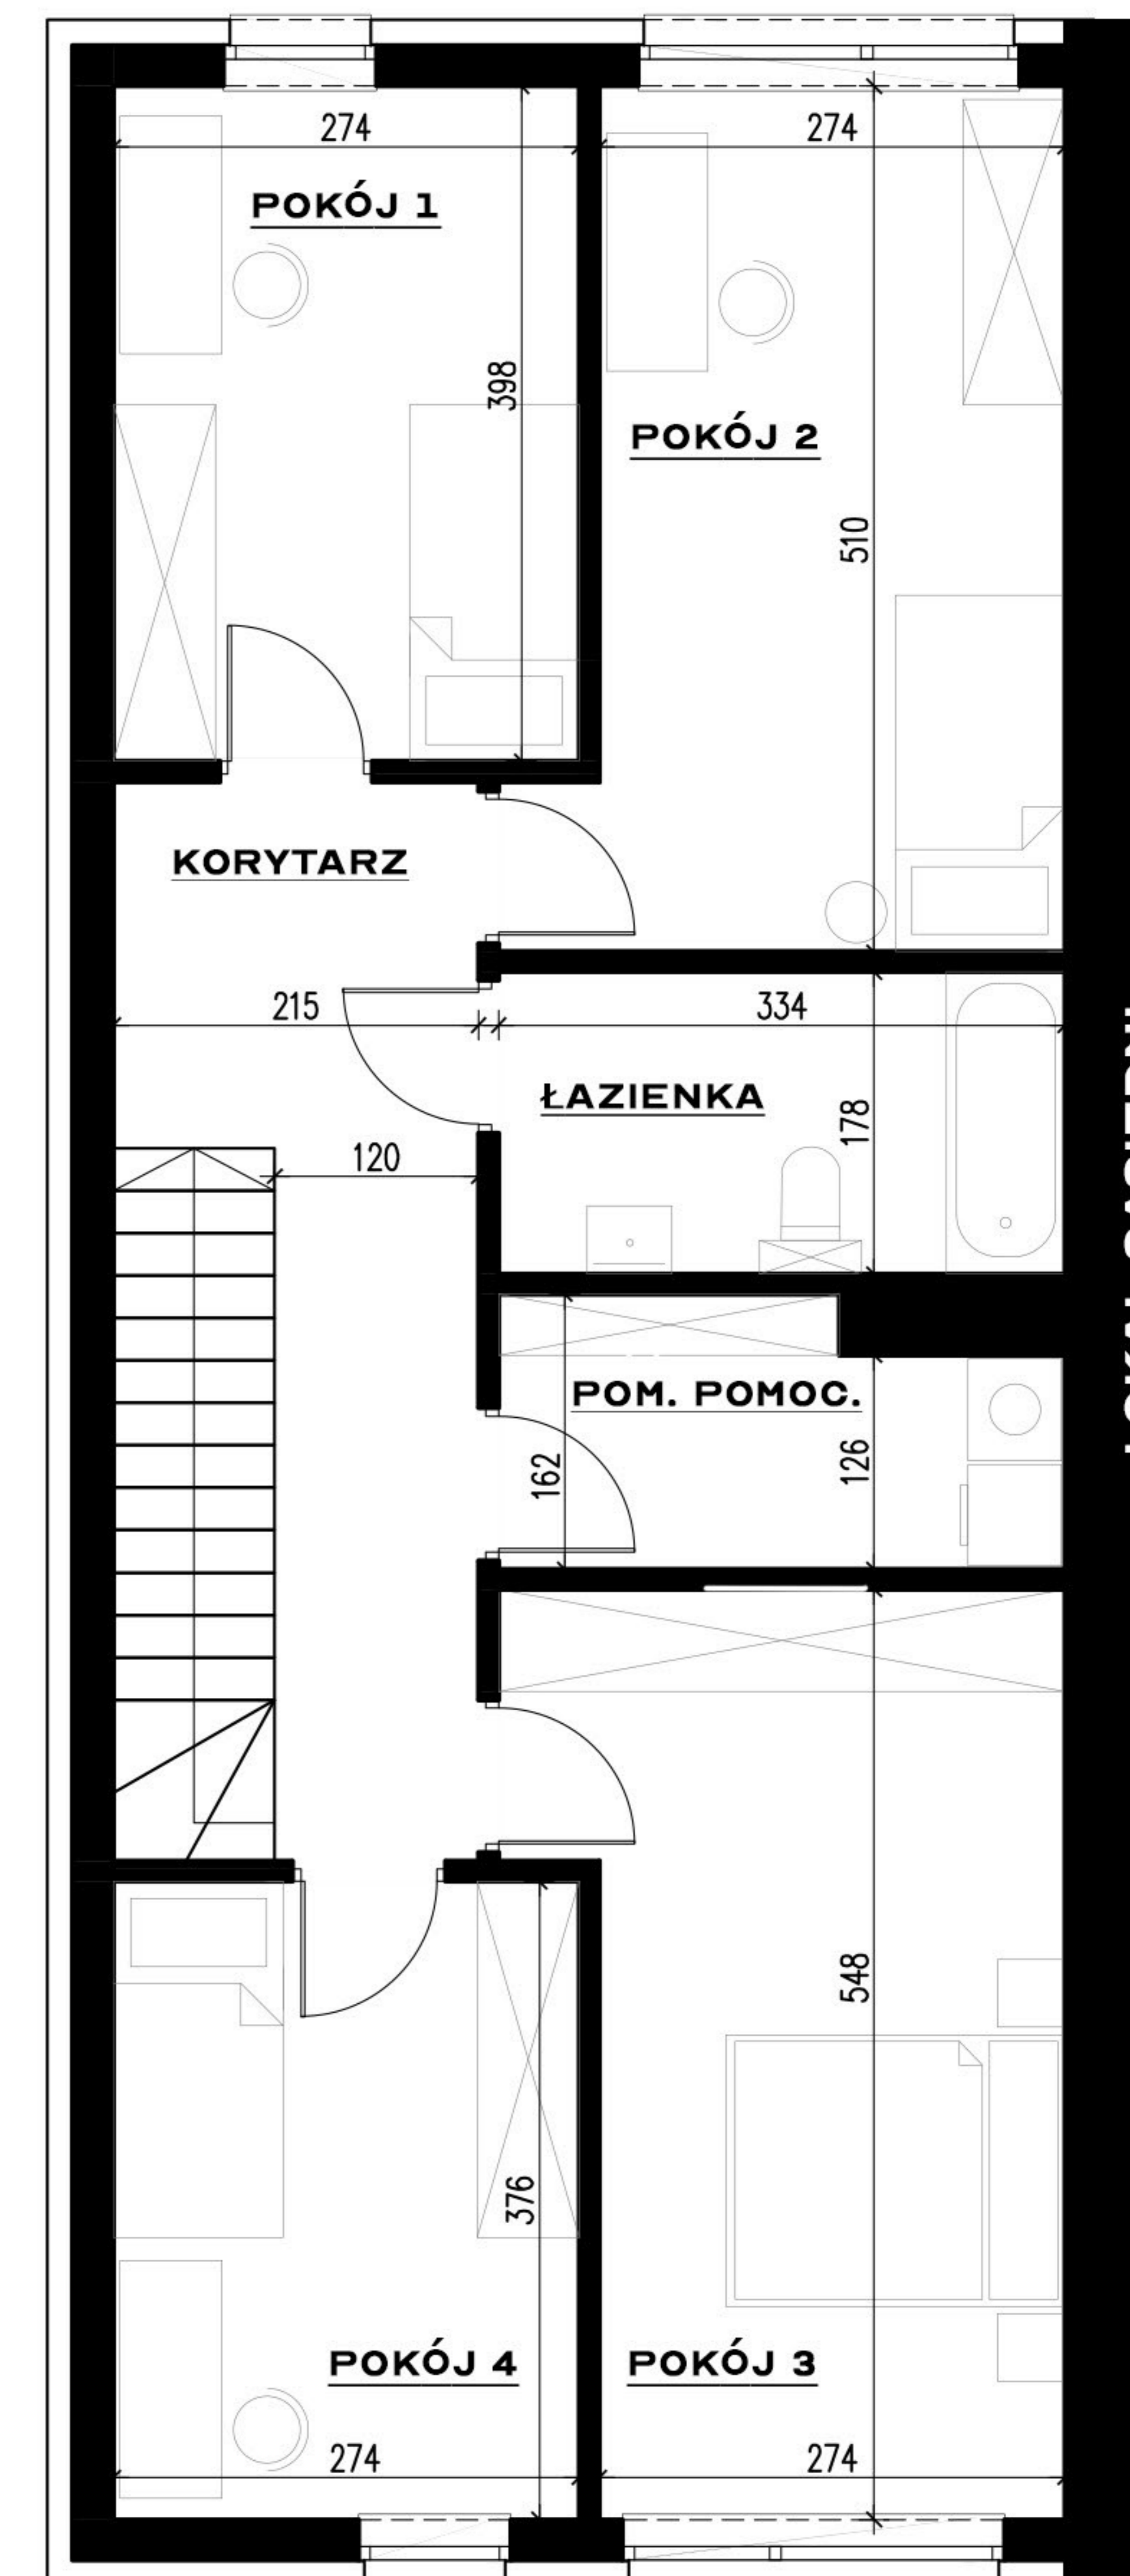 274
274
POKÓJ 1
398
POKÓJ 2
510
KORYTARZ
215
334
ŁAZIENKA
178
120
POM. POMOC.
162
126
548
376
POKÓJ 4
POKÓJ 3
274
274